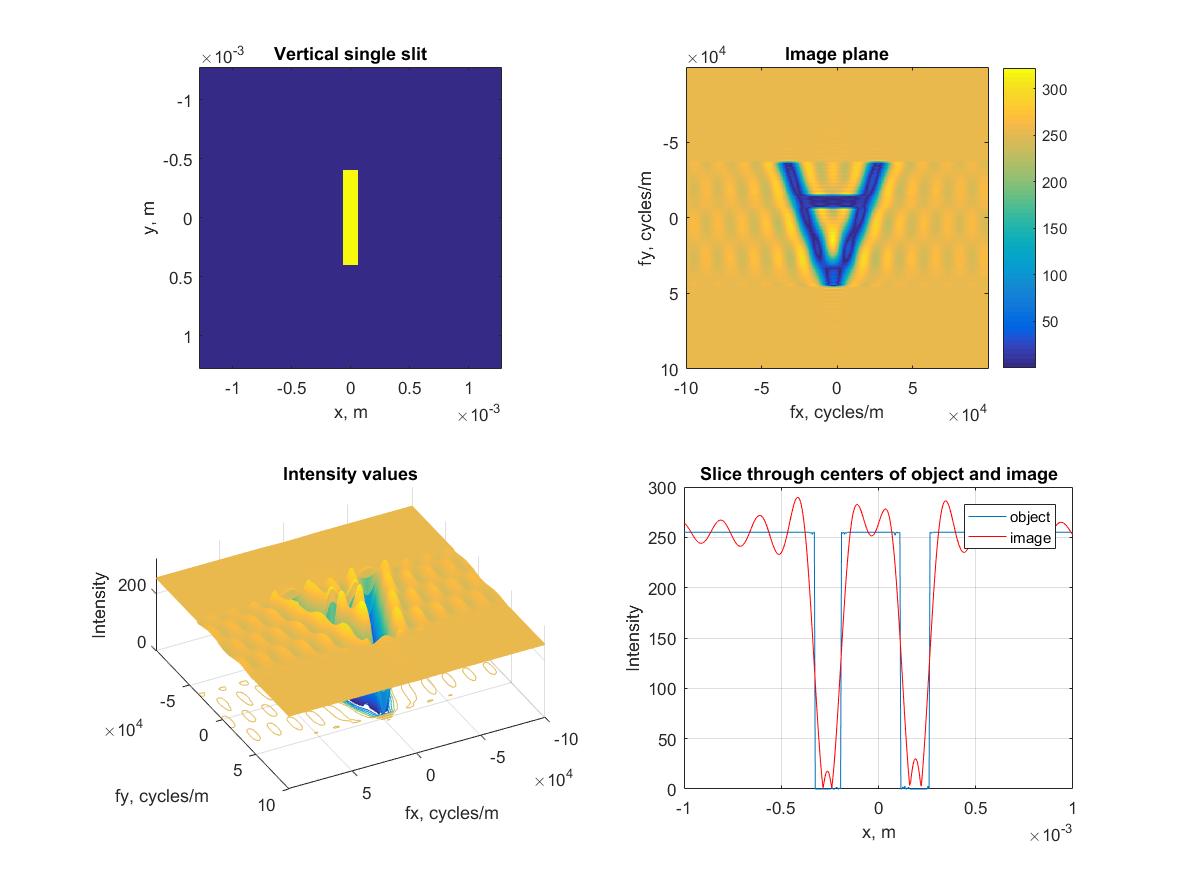 Vertical single slit
×10-3
-1
-0.5
0
0.5
1
y, m
-1 -0.5 0 0.5 1
x, m
×10-3
Image plane
×104
-5
0
5
10
fy, cycles/m
-10 -5 0 5
fx, cycles/m
×104
300
250
200
150
100
50
Intensity values
200
0
Intensity
-5
0
5
10
×104
fy, cycles/m
5 0 -5 -10
×104
fx, cycles/m
Slice through centers of object and image
300
250
200
150
100
50
0
Intensity
object
image
-1 -0.5 0 0.5 1
x, m
×10-3
A